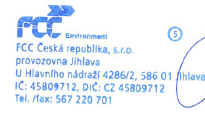 FCC
Environment
5
FCC Česká republika, s.r.o.
provozovna Jihlava
U Hlavního nádraží 4286/2, 586 01 Jihlava
IČ: 45809712, DIČ: CZ 45809712
Tel. /fax: 567 220 701